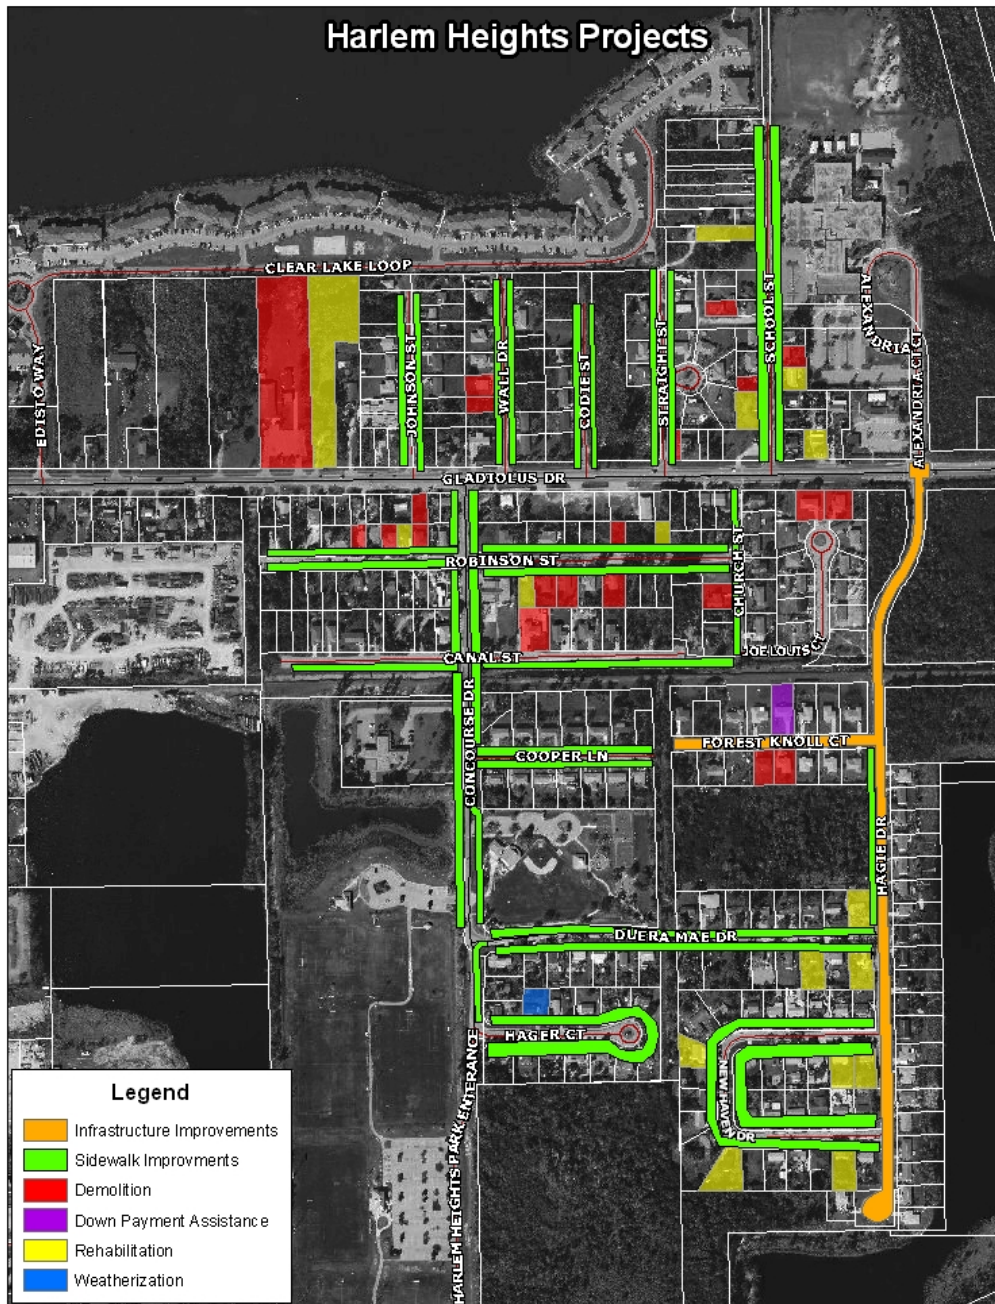 Harlem Heights Projects
CLEAR LAKE LOOP
EDISTO WAY
JOHNSON ST
WALL DR
CODIE ST
STRAIGHT ST
SCHOOL ST
ALEXANDRIA CT
ALEXANDRIA CT
GLADIOLUS DR
ROBINSON ST
CHURCH ST
JOE LOUIS CT
CANAL ST
CONCOURSE DR
FOREST KNOLL CT
COOPER LN
HAGIE DR
DUERA MAE DR
HAGER CT
NEW HAVEN DR
HARLEM HEIGHTS PARK ENTERANCE
Legend
Infrastructure Improvements
Sidewalk Improvments
Demolition
Down Payment Assistance
Rehabilitation
Weatherization